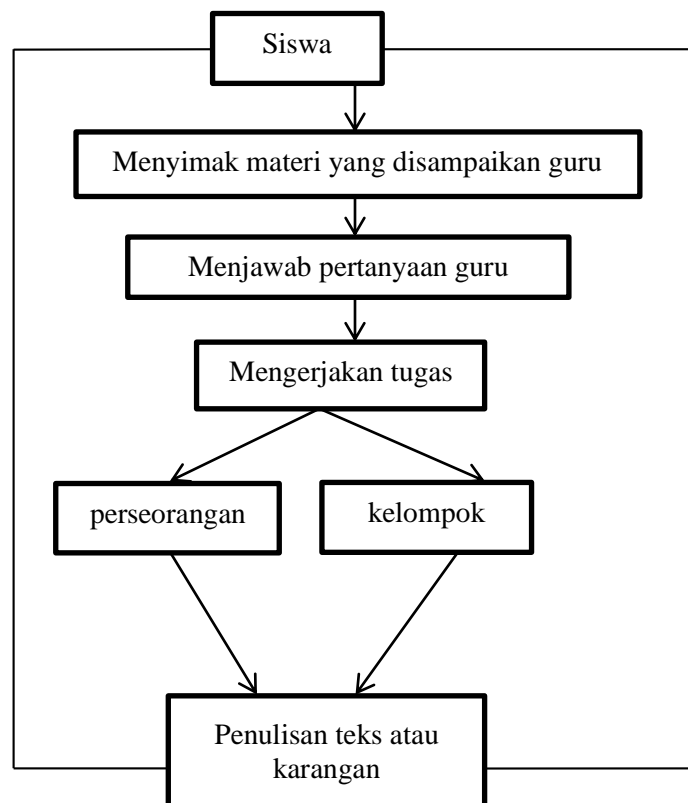 Siswa
Menyimak materi yang disampaikan guru
Menjawab pertanyaan guru
Mengerjakan tugas
perseorangan
kelompok
Penulisan teks atau
karangan